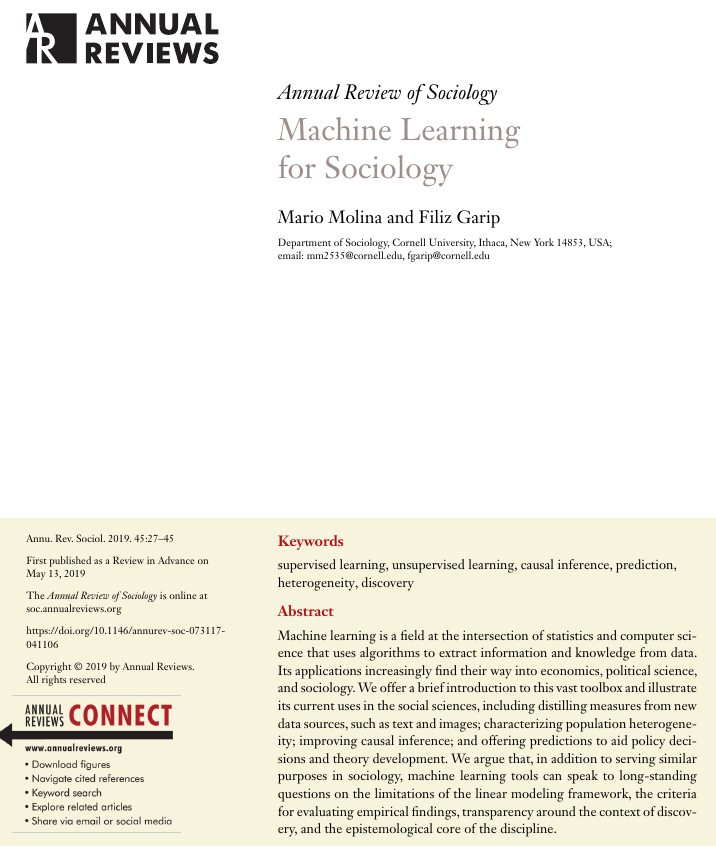 AR ANNUAL
REVIEWS
Annual Review of Sociology
Machine Learning
for Sociology
Mario Molina and Filiz Garip
Department of Sociology, Cornell University, Ithaca, New York 14853, USA;
email: mm2535@cornell.edu, fgarip@cornell.edu
Annu. Rev. Sociol. 2019. 45:27–45
First published as a Review in Advance on
May 13, 2019
The Annual Review of Sociology is online at
soc.annualreviews.org
https://doi.org/10.1146/annurev-soc-073117-
041106
Copyright © 2019 by Annual Reviews.
All rights reserved
ANNUAL
REVIEWS CONNECT
www.annualreviews.org
• Download figures
• Navigate cited references
• Keyword search
• Explore related articles
• Share via email or social media
Keywords
supervised learning, unsupervised learning, causal inference, prediction,
heterogeneity, discovery
Abstract
Machine learning is a field at the intersection of statistics and computer sci-
ence that uses algorithms to extract information and knowledge from data.
Its applications increasingly find their way into economics, political science,
and sociology. We offer a brief introduction to this vast toolbox and illustrate
its current uses in the social sciences, including distilling measures from new
data sources, such as text and images; characterizing population heterogene-
ity; improving causal inference; and offering predictions to aid policy deci-
sions and theory development. We argue that, in addition to serving similar
purposes in sociology, machine learning tools can speak to long-standing
questions on the limitations of the linear modeling framework, the criteria
for evaluating empirical findings, transparency around the context of discov-
ery, and the epistemological core of the discipline.